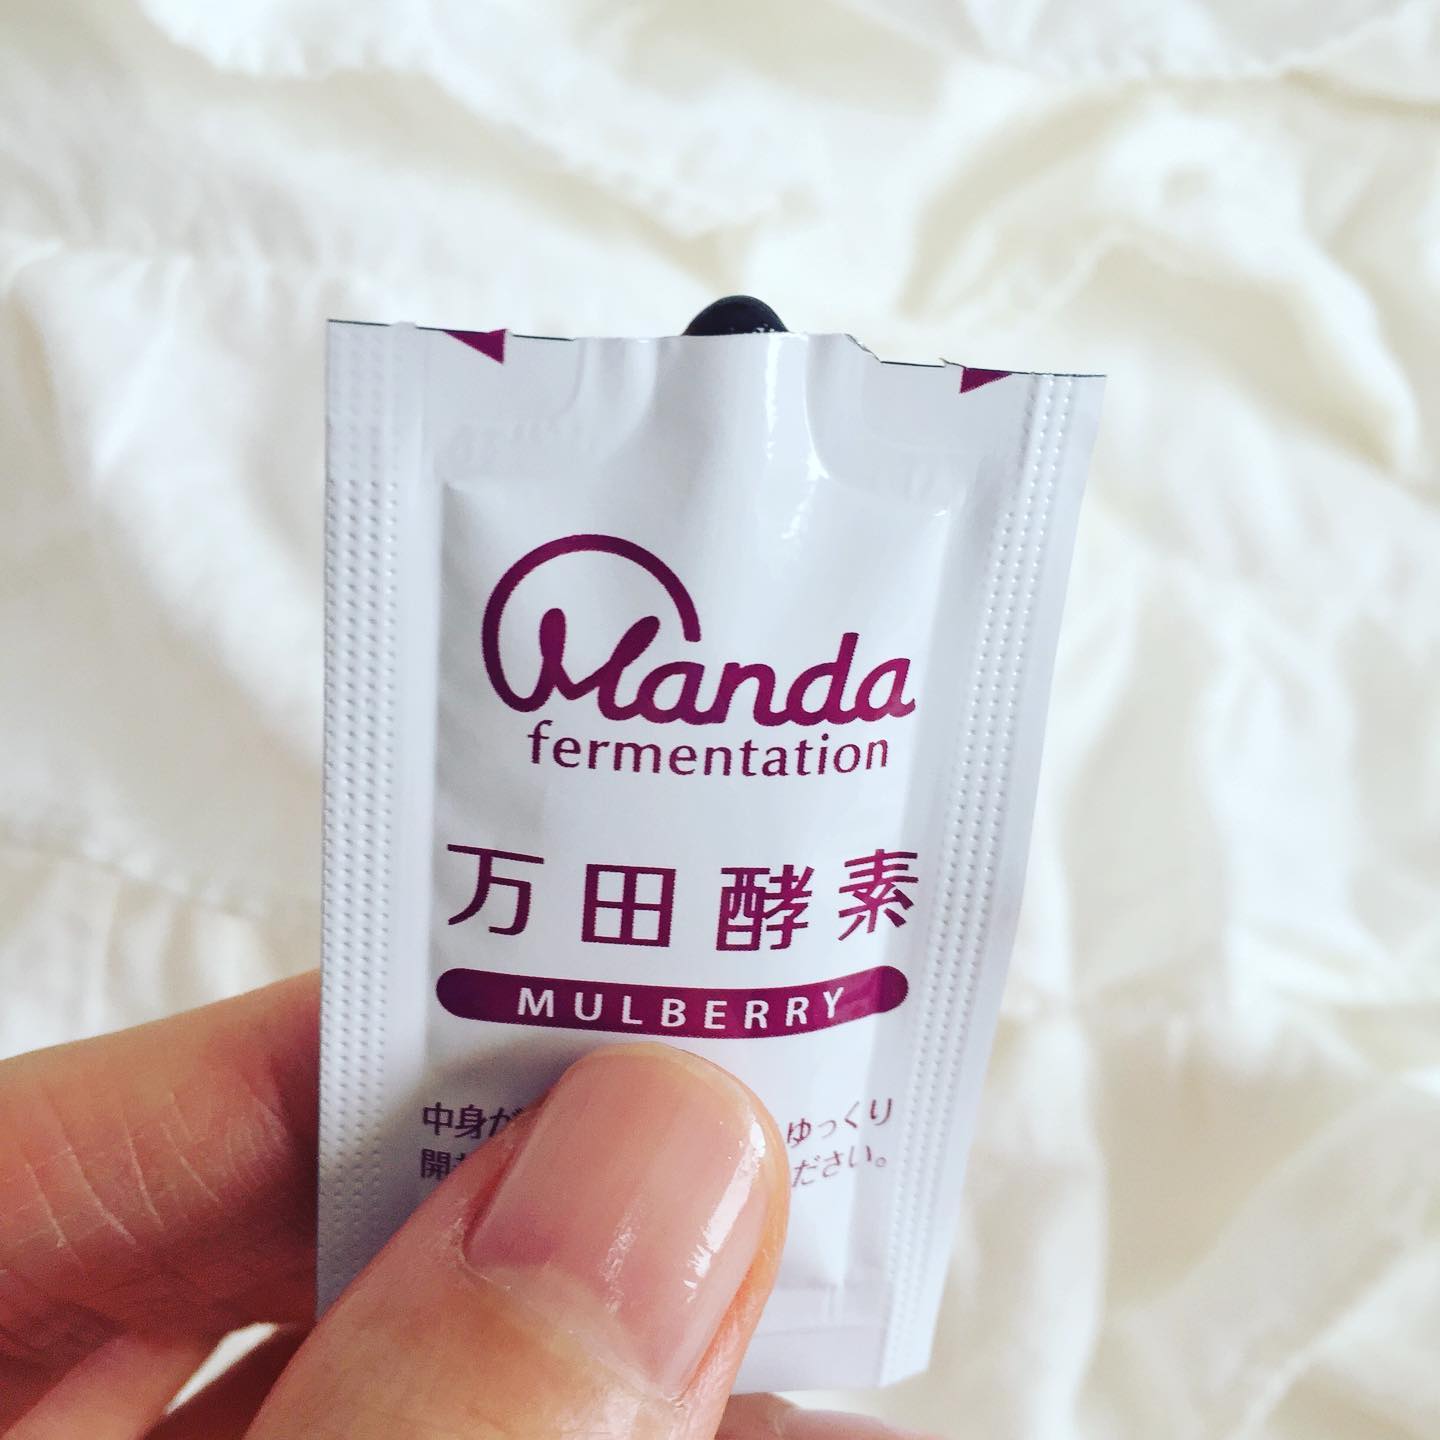 Manda
fermentation
万田酵素
MULBERRY
中身が ゆっくり
開 ださい。